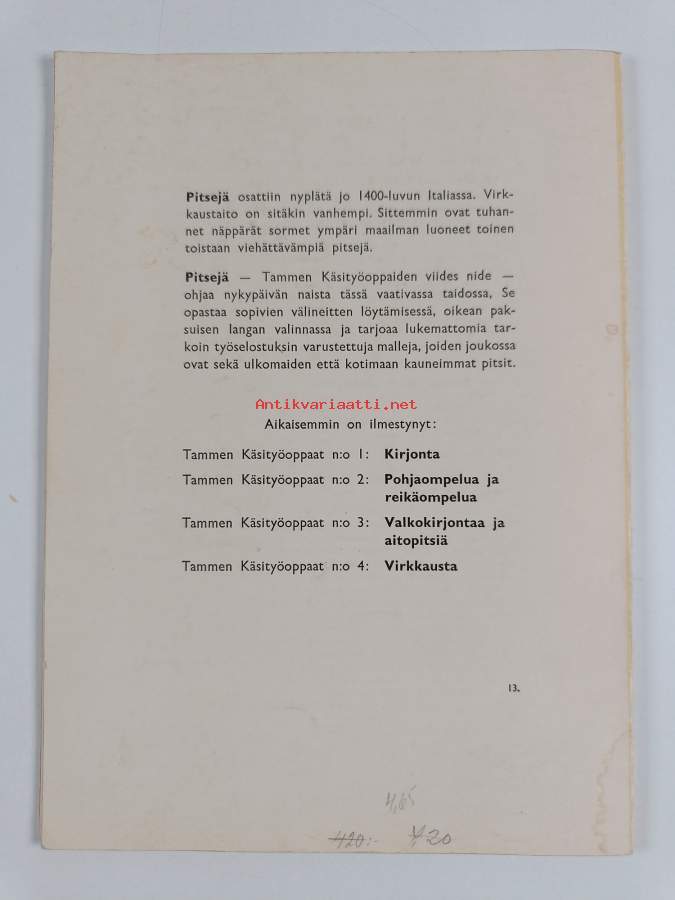 Pitsejä osattiin nyplätä jo 1400-luvun Italiassa. Virk-
kaustaito on sitäkin vanhempi. Sittemmin ovat tuhan-
net näppärät sormet ympäri maailman luoneet toinen
toistaan viehättävämpiä pitsejä.
Pitsejä — Tammen Käsityöoppaiden viides nide —
ohjaa nykypäivän naista tässä vaativassa taidossa, Se
opastaa sopivien välineitten löytämisessä, oikean pak-
suisen langan valinnassa ja tarjoaa lukemattomia tar-
koin työselostuksin varustettuja malleja, joiden joukossa
ovat sekä ulkomaiden että kotimaan kauneimmat pitsit.
Antikvariaatti.net
Aikaisemmin on ilmestynyt:
Tammen Käsityöoppaat n:o 1: Kirjonta
Tammen Käsityöoppaat n:o 2: Pohjaompelua ja
reikäompelua
Tammen Käsityöoppaat n:o 3: Valkokirjontaa ja
aitopitsiä
Tammen Käsityöoppaat n:o 4: Virkkausta
13.
420:-